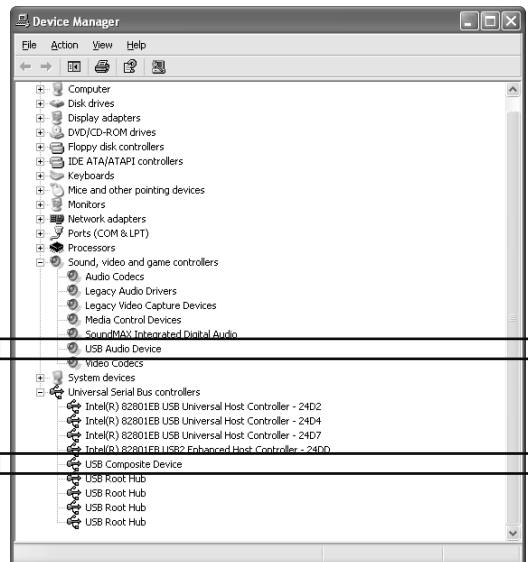 Device Manager
File Action View Help
Computer
Disk drives
Display adapters
DVD/CD-ROM drives
Floppy disk controllers
IDE ATA/ATAPI controllers
Keyboards
Mice and other pointing devices
Monitors
Network adapters
Ports (COM & LPT)
Processors
Sound, video and game controllers
Audio Codecs
Legacy Audio Drivers
Legacy Video Capture Devices
Media Control Devices
SoundMAX Integrated Digital Audio
USB Audio Device
Video Codecs
System devices
Universal Serial Bus controllers
Intel(R) 82801EB USB Universal Host Controller - 24D2
Intel(R) 82801EB USB Universal Host Controller - 24D4
Intel(R) 82801EB USB Universal Host Controller - 24D7
Intel(R) 82801EB USB2 Enhanced Host Controller - 24DD
USB Composite Device
USB Root Hub
USB Root Hub
USB Root Hub
USB Root Hub